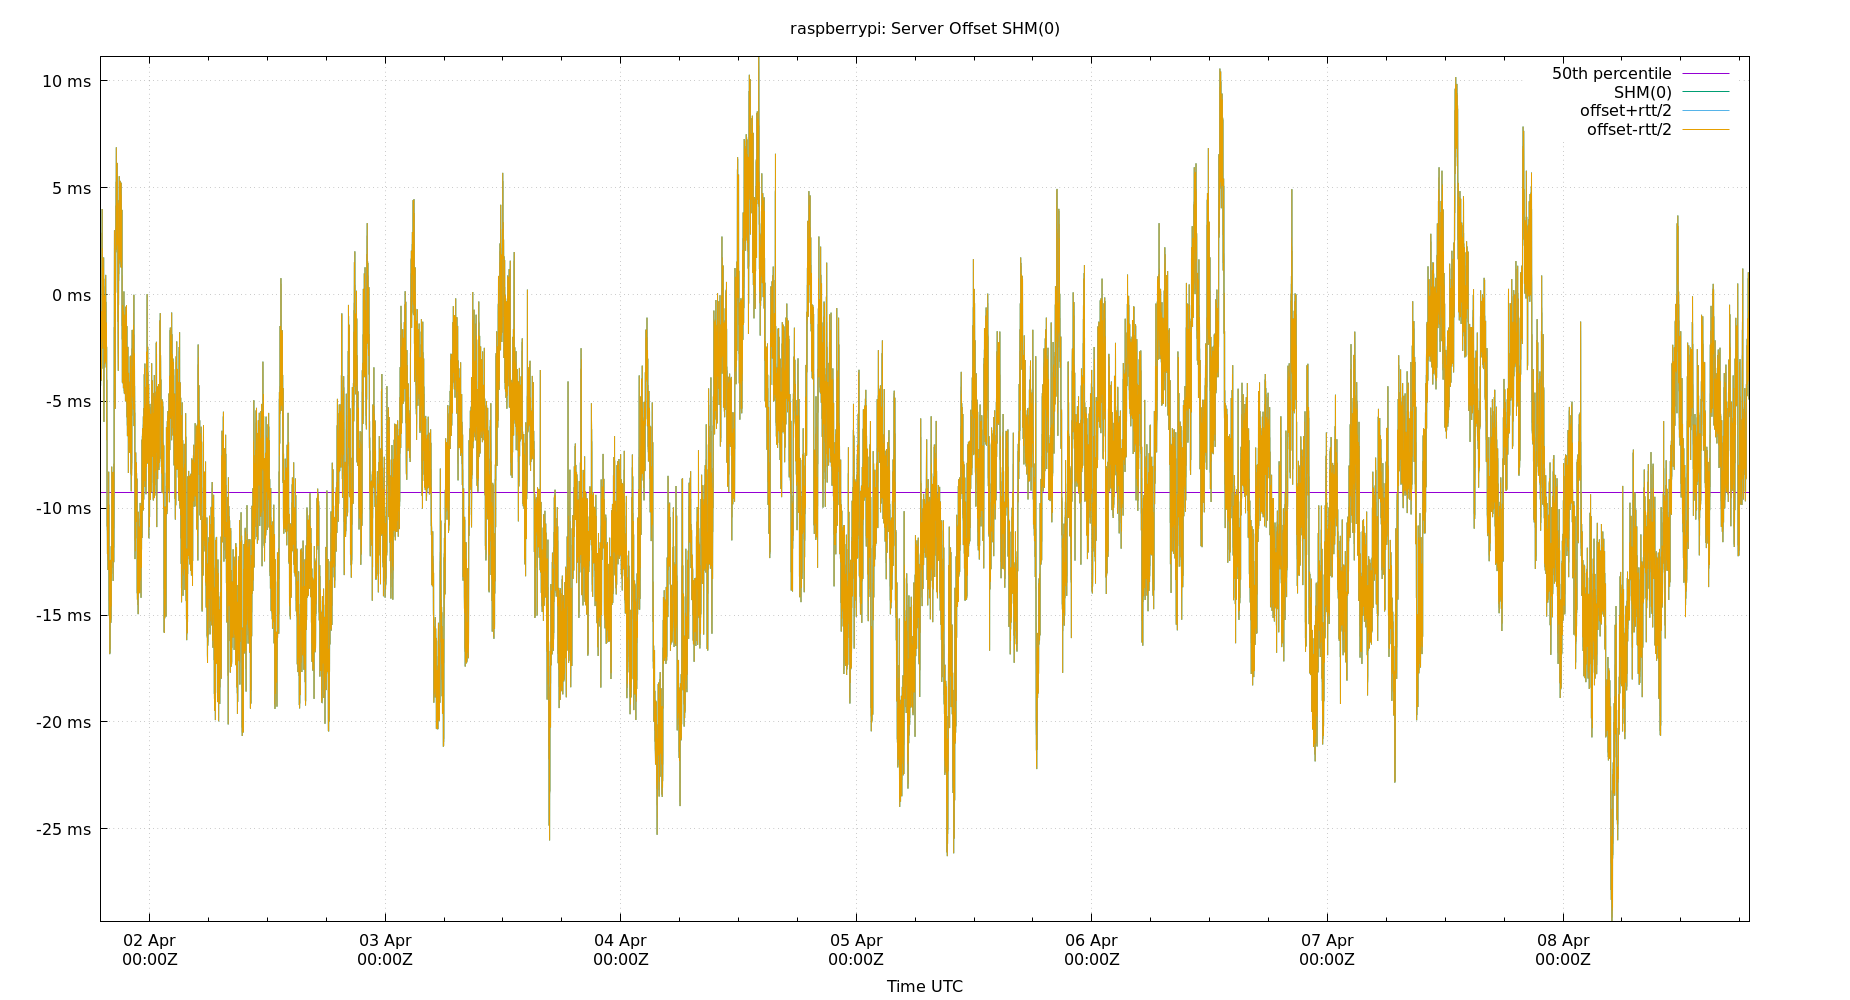 raspberrypi: Server Offset SHM(0)
50th percentile
SHM(0)
offset+rtt/2
offset-rtt/2
10 ms
5 ms
0 ms
-5 ms
-10 ms
-15 ms
-20 ms
-25 ms
02 Apr 03 Apr 04 Apr 05 Apr 06 Apr 07 Apr 08 Apr
00:00Z 00:00Z 00:00Z 00:00Z 00:00Z 00:00Z 00:00Z
Time UTC